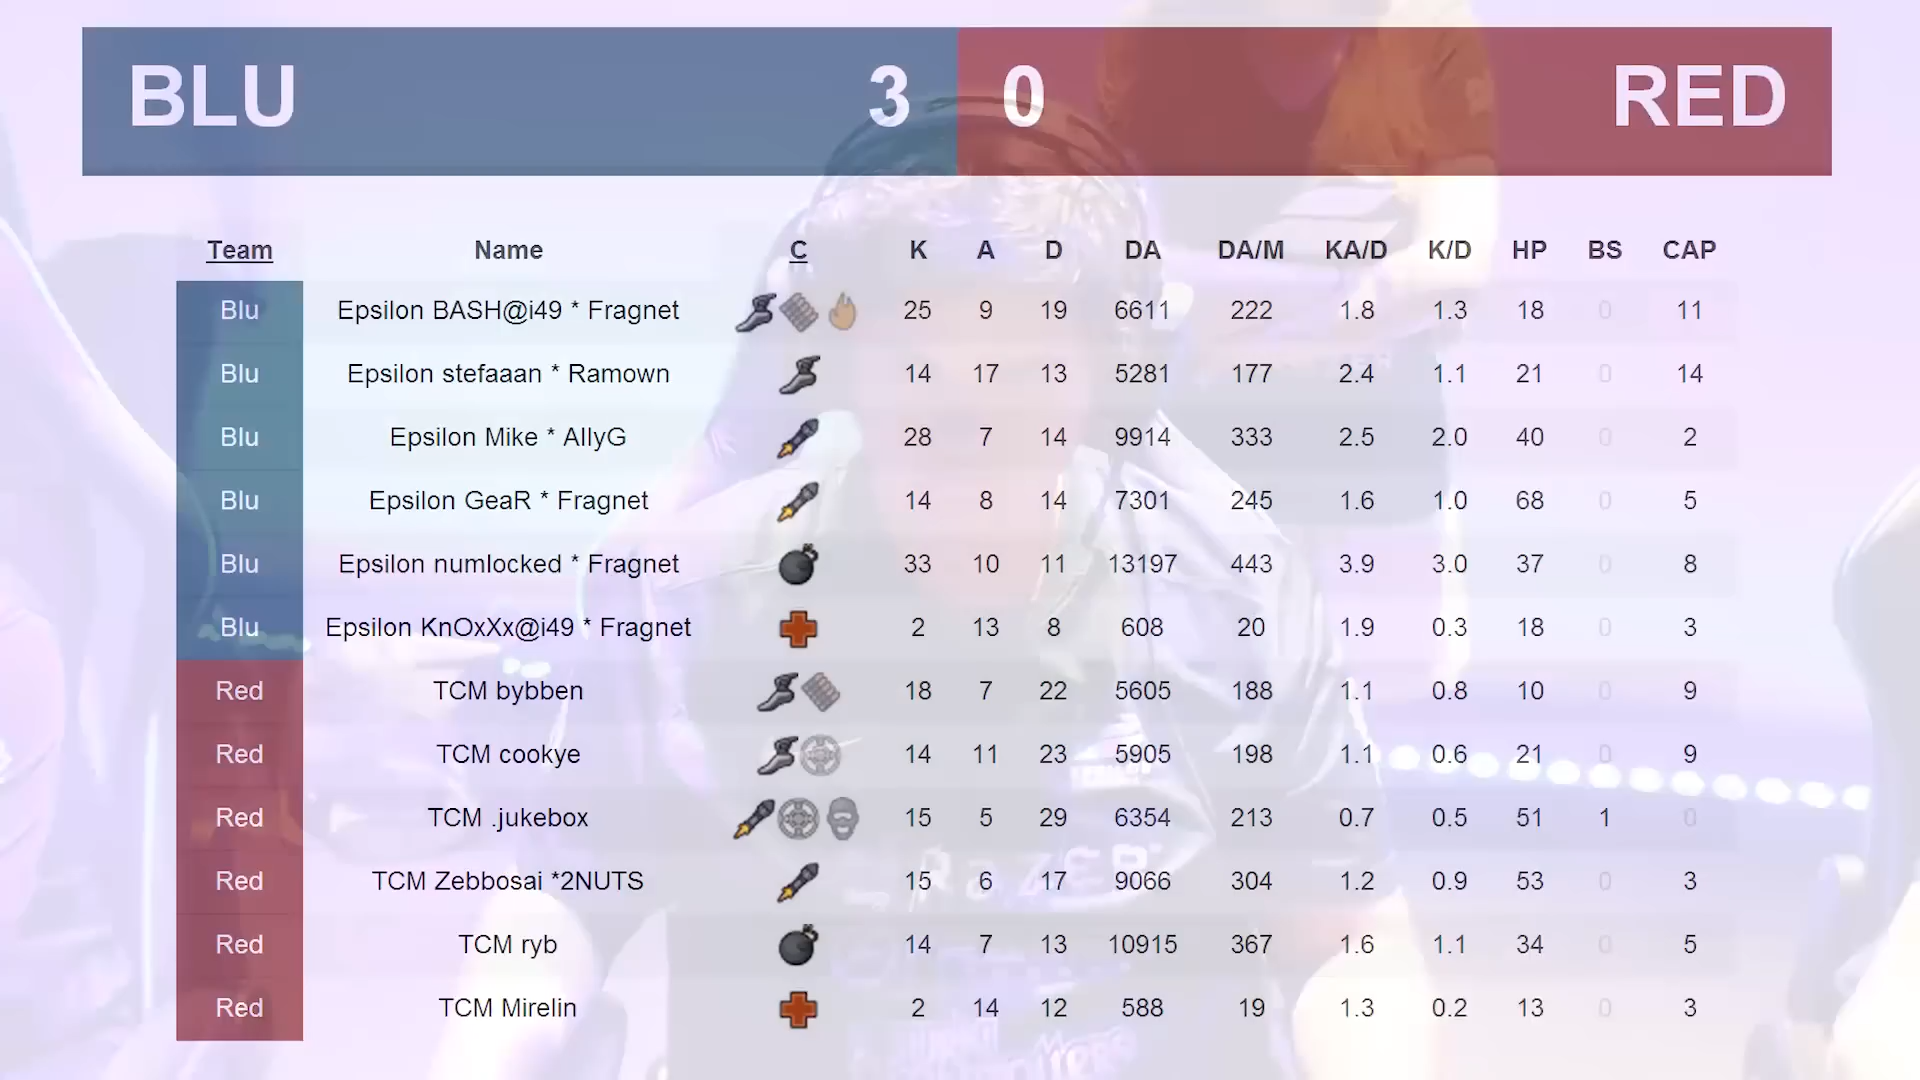 BLU 3 0 RED
Team Name C K A D DA DA/M KA/D K/D HP BS CAP
Blu Epsilon BASH@i49 * Fragnet 25 9 19 6611 222 1.8 1.3 18 0 11
Blu Epsilon stefaaan * Ramown 14 17 13 5281 177 2.4 1.1 21 0 14
Blu Epsilon Mike * AllyG 28 7 14 9914 333 2.5 2.0 40 0 2
Blu Epsilon GeaR * Fragnet 14 8 14 7301 245 1.6 1.0 68 0 5
Blu Epsilon numlocked * Fragnet 33 10 11 13197 443 3.9 3.0 37 0 8
Blu Epsilon KnOxXx@i49 * Fragnet 2 13 8 608 20 1.9 0.3 18 0 3
Red TCM bybben 18 7 22 5605 188 1.1 0.8 10 0 9
Red TCM cookye 14 11 23 5905 198 1.1 0.6 21 0 9
Red TCM .jukebox 15 5 29 6354 213 0.7 0.5 51 1 0
Red TCM Zebbosai *2NUTS 15 6 17 9066 304 1.2 0.9 53 0 3
Red TCM ryb 14 7 13 10915 367 1.6 1.1 34 0 5
Red TCM Mirelin 2 14 12 588 19 1.3 0.2 13 0 3
RAZER